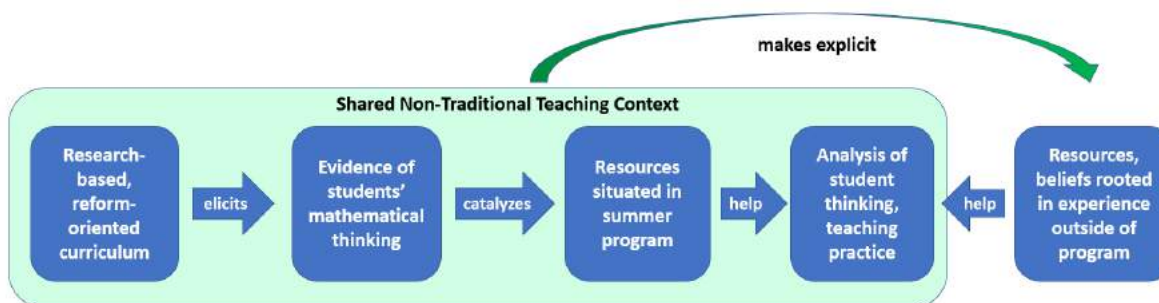 makes explicit
Shared Non-Traditional Teaching Context
Research-
based,
reform-
oriented
curriculum
elicits
Evidence of
students'
mathematical
thinking
catalyzes
Resources
situated in
summer
program
help
Analysis of
student
thinking,
teaching
practice
help
Resources,
beliefs rooted
in experience
outside of
program